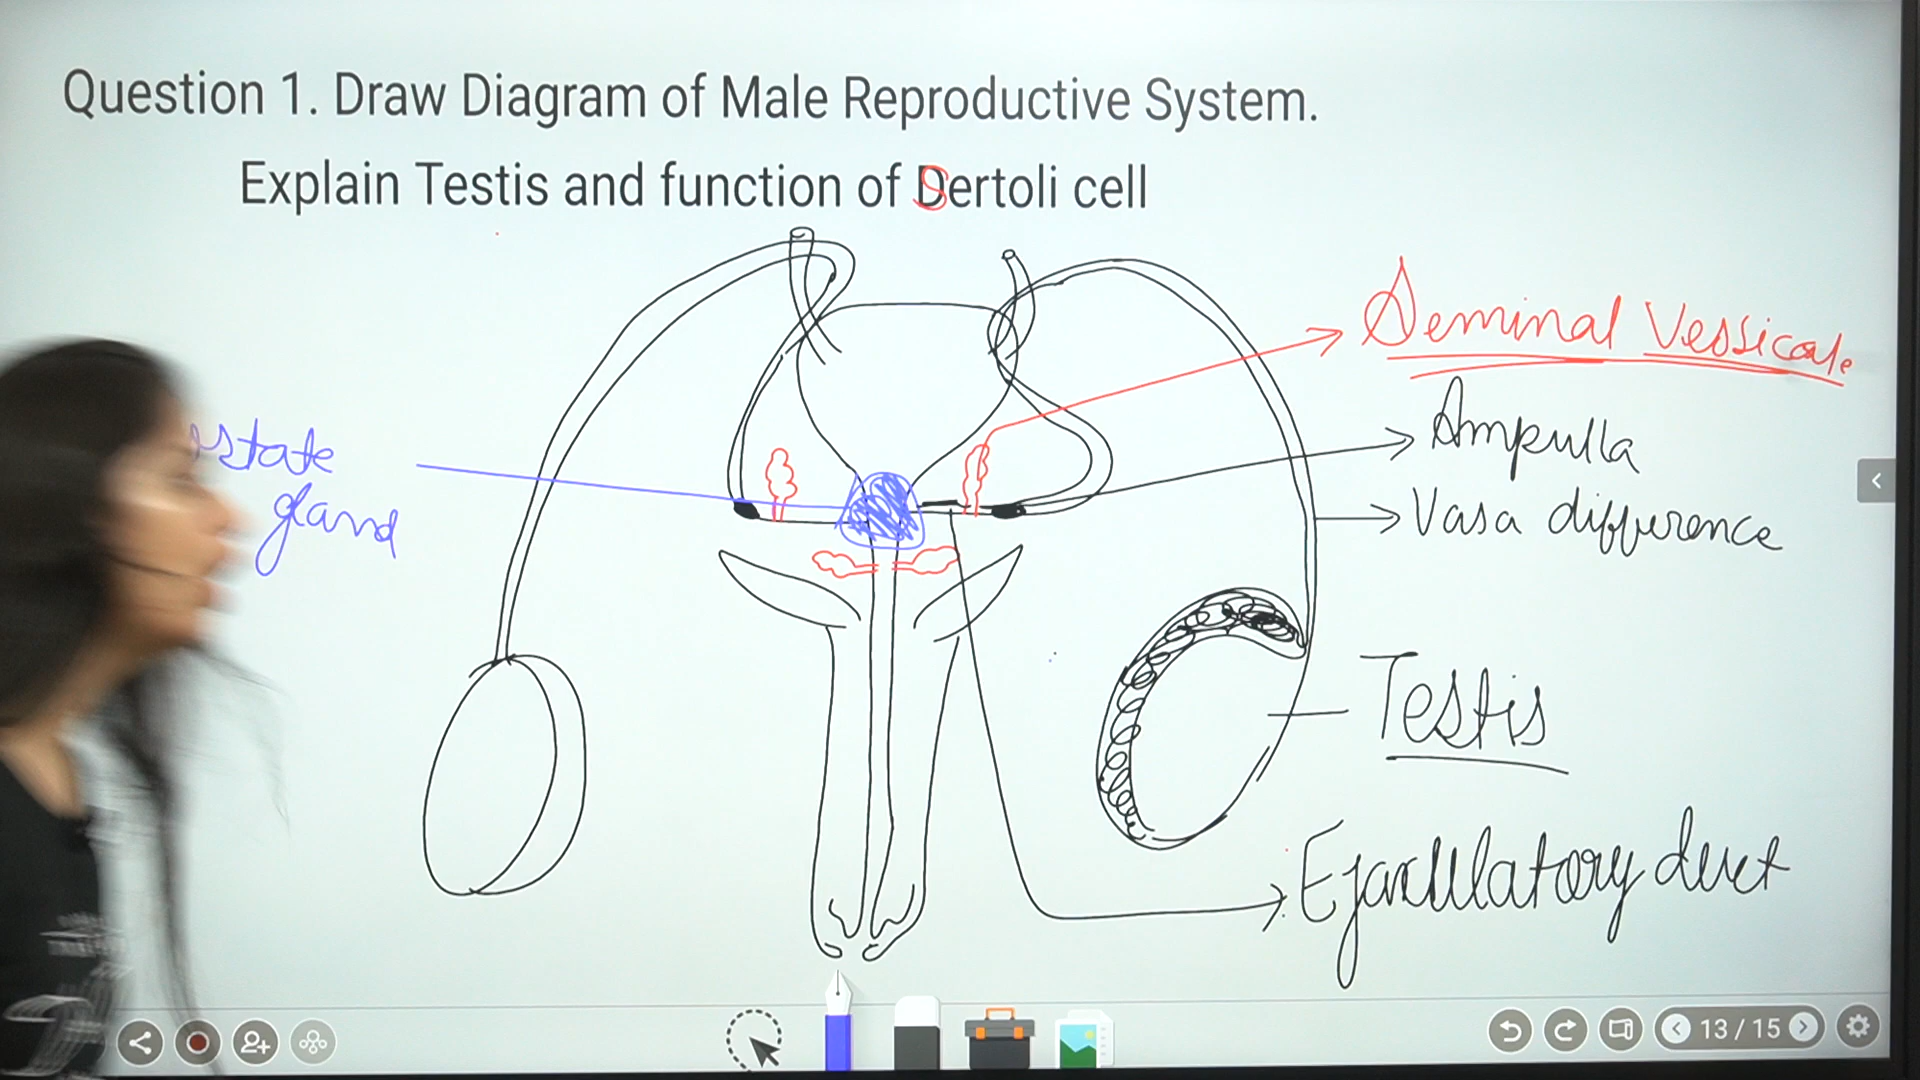 Question 1. Draw Diagram of Male Reproductive System.
Explain Testis and function of Sertoli cell
Seminal Vessicale
Ampulla
state
gland
Vasa difference
Testis
Ejaculatory duct
13 / 15